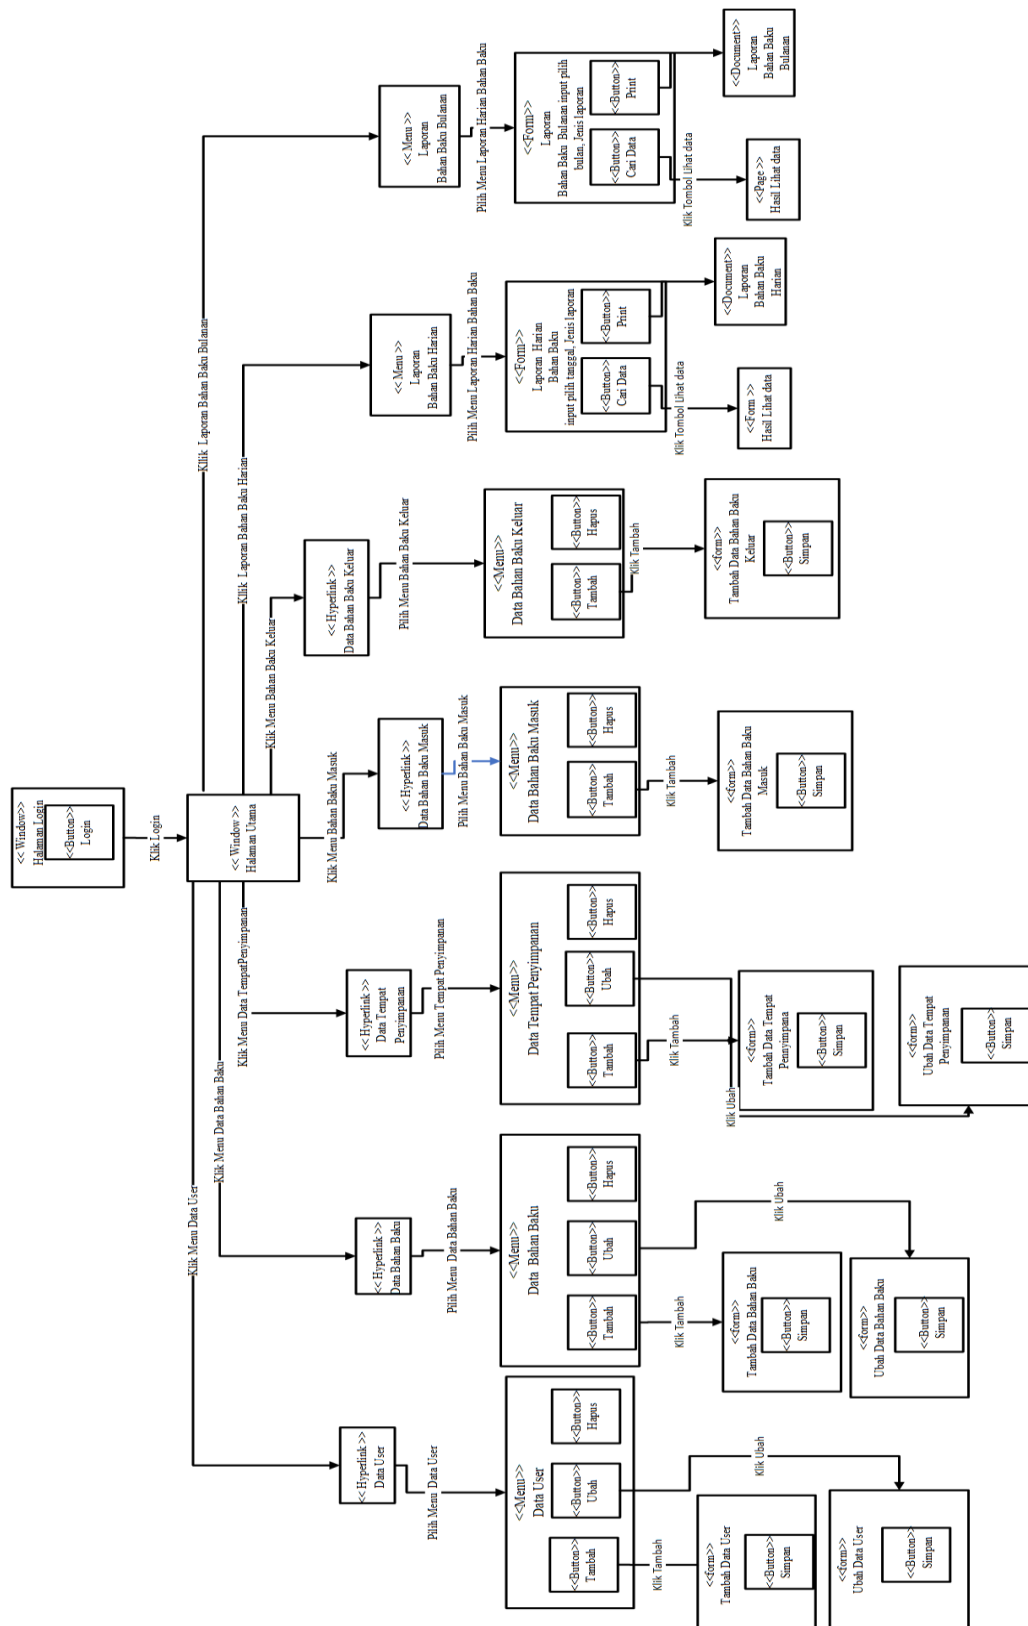 << Window>>
Halaman Login
<<Button>>
Login
Klik Login
<< Window >>
Halaman Utama
Klik Menu Data User
<< Hyperlink >>
Data User
Pilih Menu Data User
<<Menu>>
Data User
<<Button>>
Tambah
<<Button>>
Ubah
<<Button>>
Hapus
Klik Tambah
<<form>>
Tambah Data User
<<Button>>
Simpan
Klik Ubah
<<form>>
Ubah Data User
<<Button>>
Simpan
Klik Menu Data Bahan Baku
<< Hyperlink >>
Data Bahan Baku
Pilih Menu Data Bahan Baku
<<Menu>>
Data Bahan Baku
<<Button>>
Tambah
<<Button>>
Ubah
<<Button>>
Hapus
Klik Tambah
<<form>>
Tambah Data Bahan Baku
<<Button>>
Simpan
Klik Ubah
<<form>>
Ubah Data Bahan Baku
<<Button>>
Simpan
Klik Menu Data TempatPenyimpanan
<< Hyperlink >>
Data Tempat
Penyimpanan
Pilih Menu Tempat Penyimpanan
<<Menu>>
Data Tempat Penyimpanan
<<Button>>
Tambah
<<Button>>
Ubah
<<Button>>
Hapus
Klik Tambah
<<form>>
Tambah Data Tempat
Pennyimpana
<<Button>>
Simpan
Klik Ubah
<<form>>
Ubah Data Tempat
Penyimpanan
<<Button>>
Simpan
Klik Menu Bahan Baku Masuk
<< Hyperlink >>
Data Bahan Baku Masuk
Pilih Menu Bahan Baku Masuk
<<Menu>>
Data Bahan Baku Masuk
<<Button>>
Tambah
<<Button>>
Hapus
Klik Tambah
<<form>>
Tambah Data Bahan Baku
Masuk
<<Button>>
Simpan
Klik Menu Bahan Baku Keluar
<< Hyperlink >>
Data Bahan Baku Keluar
Pilih Menu Bahan Baku Keluar
<<Menu>>
Data Bahan Baku Keluar
<<Button>>
Tambah
<<Button>>
Hapus
Klik Tambah
<<form>>
Tambah Data Bahan Baku
Keluar
<<Button>>
Simpan
Kllik Laporan Bahan Baku Harian
<< Menu >>
Laporan
Bahan Baku Harian
Pilih Menu Laporan Harian Bahan Baku
<<Form>>
Laporan Harian
Bahan Baku
input pilih tanggal, Jenis laporan
<<Button>>
Cari Data
<<Button>>
Print
Klik Tombol Lihat data
<<Form >>
Hasil Lihat data
<<Document>>
Laporan
Bahan Baku
Harian
Kllik Laporan Bahan Baku Bulanan
<< Menu >>
Laporan
Bahan Baku Bulanan
Pilih Menu Laporan Harian Bahan Baku
<<Form>>
Laporan
Bahan Baku Bulanan input pilih
bulan, Jenis laporan
<<Button>>
Cari Data
<<Button>>
Print
Klik Tombol Lihat data
<<Page >>
Hasil Lihat data
<<Document>>
Laporan
Bahan Baku
Bulanan